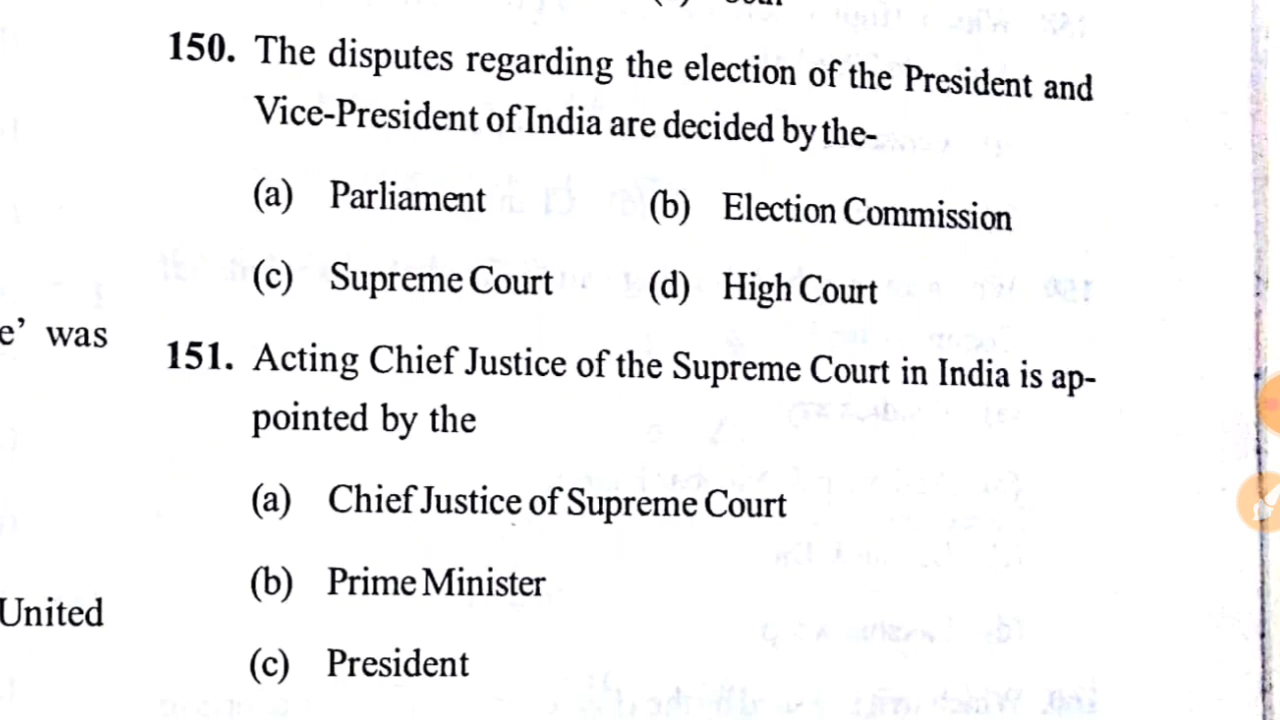 150. The disputes regarding the election of the President and
Vice-President of India are decided by the-
(a) Parliament (b) Election Commission
(c) Supreme Court (d) High Court
e’ was
151. Acting Chief Justice of the Supreme Court in India is ap-
pointed by the
(a) Chief Justice of Supreme Court
(b) Prime Minister
United
(c) President